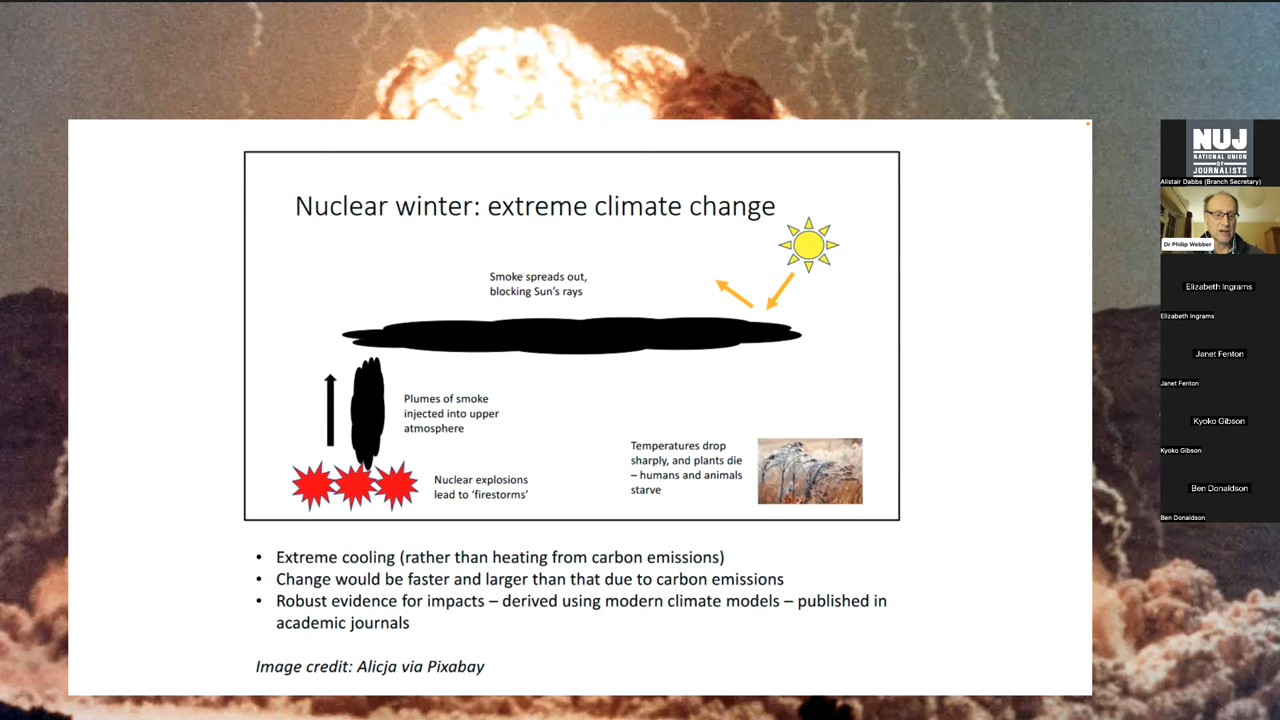 Nuclear winter: extreme climate change
Smoke spreads out,
blocking Sun's rays
Plumes of smoke
injected into upper
atmosphere
Nuclear explosions
lead to 'firestorms'
Temperatures drop
sharply, and plants die
– humans and animals
starve
• Extreme cooling (rather than heating from carbon emissions)
• Change would be faster and larger than that due to carbon emissions
• Robust evidence for impacts – derived using modern climate models – published in
academic journals
Image credit: Alicja via Pixabay
NUJ
NATIONAL UNION
OF
JOURNALISTS
Alistair Dabbs (Branch Secretary)
Dr Philip Webber
Elizabeth Ingrams
Elizabeth Ingrams
Janet Fenton
Janet Fenton
Kyoko Gibson
Kyoko Gibson
Ben Donaldson
Ben Donaldson